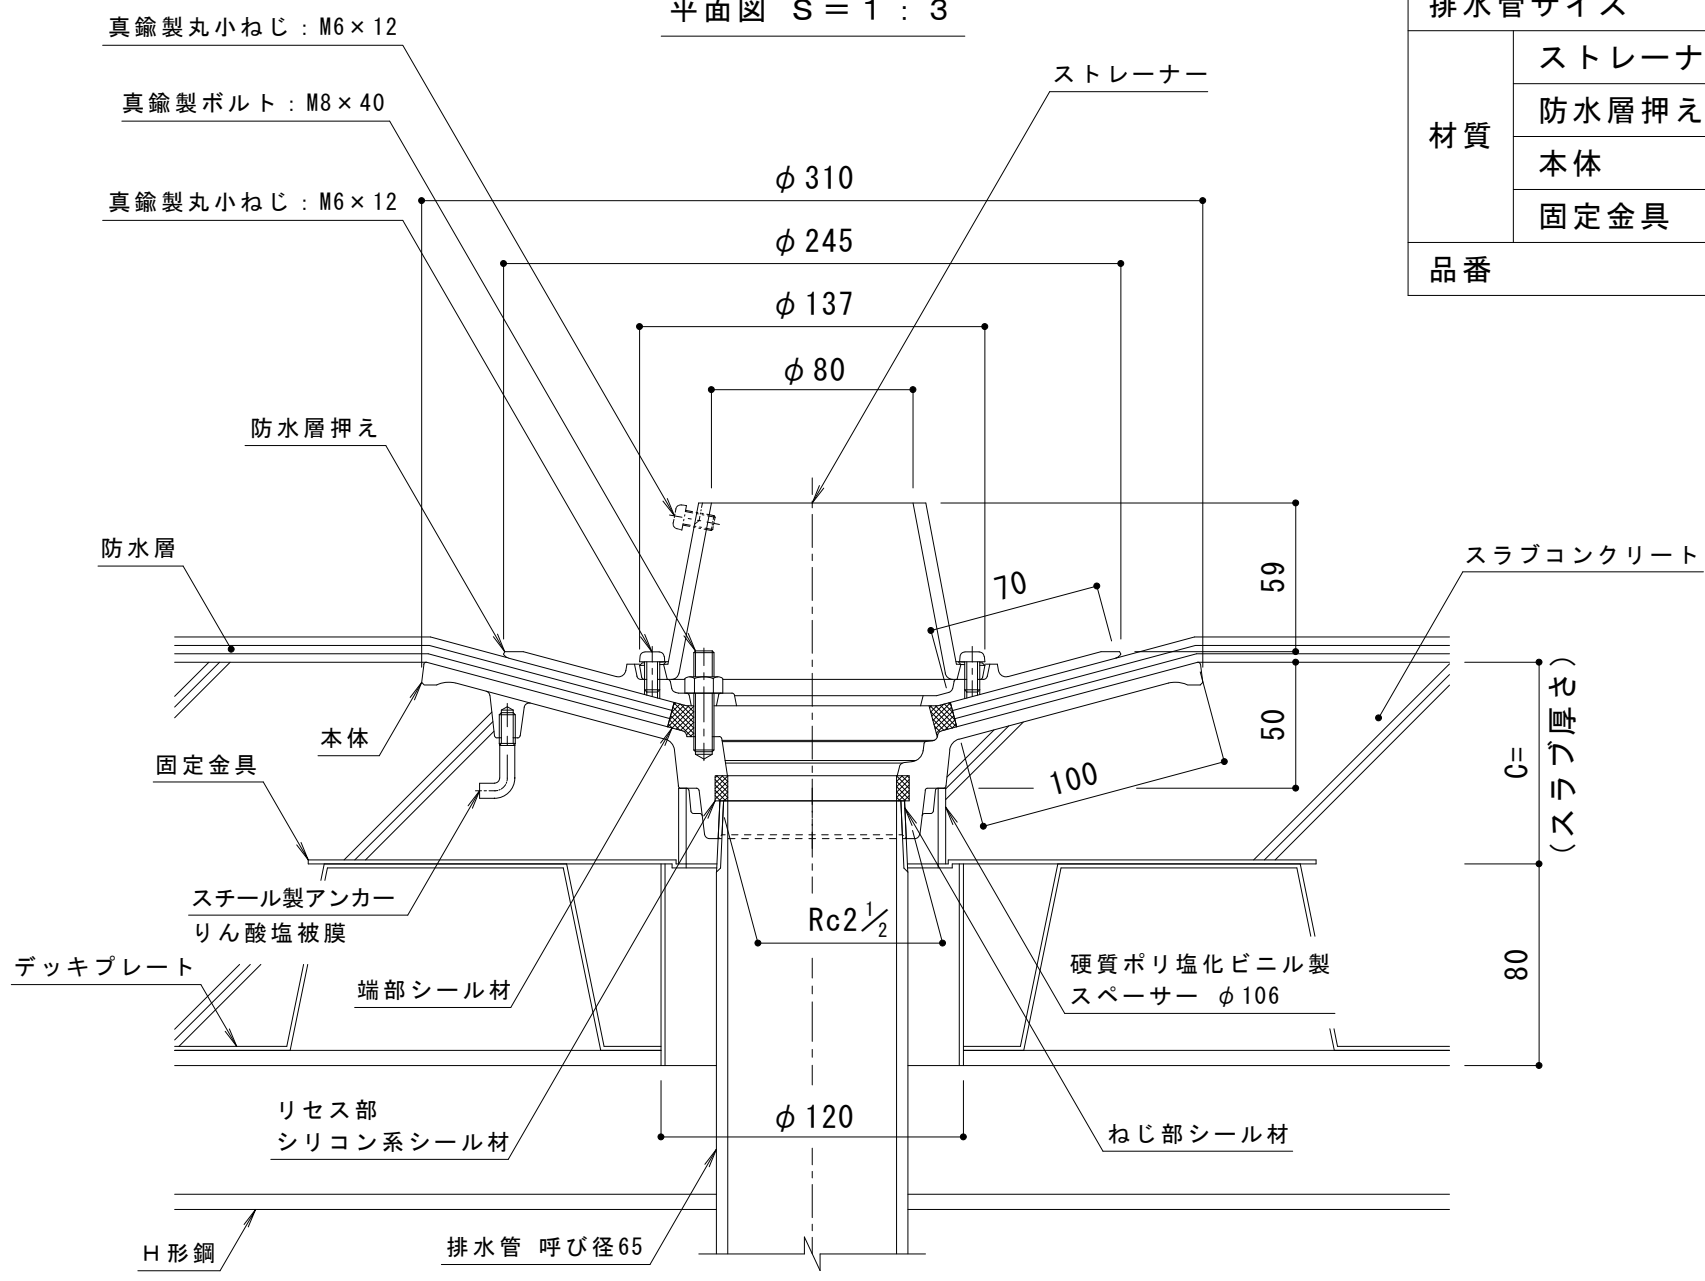 平面図 S＝1：3
排水管サイズ
材質
ストレーナ
防水層押え
本体
固定金具
品番
真鍮製丸小ねじ：M6×12
真鍮製ボルト：M8×40
真鍮製丸小ねじ：M6×12
ストレーナー
φ310
φ245
φ137
φ80
防水層押え
防水層
スラブコンクリート
70
59
本体
固定金具
50
100
C=
(スラブ厚さ)
スチール製アンカー
りん酸塩被膜
デッキプレート
端部シール材
Rc2½
硬質ポリ塩化ビニル製
スペーサー φ106
80
リセス部
シリコン系シール材
φ120
ねじ部シール材
H形鋼
排水管 呼び径65